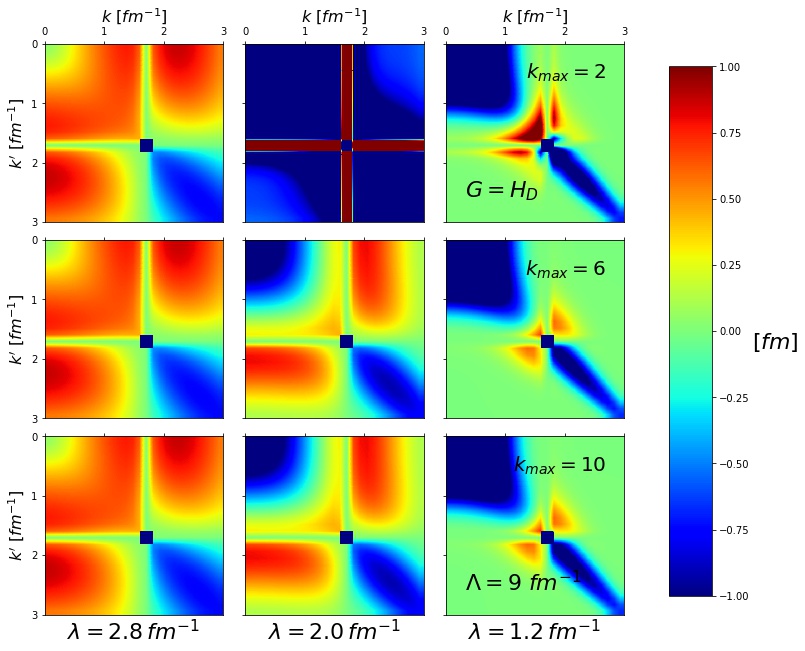 k [fm⁻¹] k [fm⁻¹] k [fm⁻¹]
0 1 2 3 0 1 2 3 0 1 2 3
k′ [fm⁻¹]
0
1
2
3
k_max = 2
G = H_D
k′ [fm⁻¹]
0
1
2
3
k_max = 6
k′ [fm⁻¹]
0
1
2
3
k_max = 10
Λ = 9 fm⁻¹
λ = 2.8 fm⁻¹ λ = 2.0 fm⁻¹ λ = 1.2 fm⁻¹
1.00
0.75
0.50
0.25
0.00
−0.25
−0.50
−0.75
−1.00
[fm]